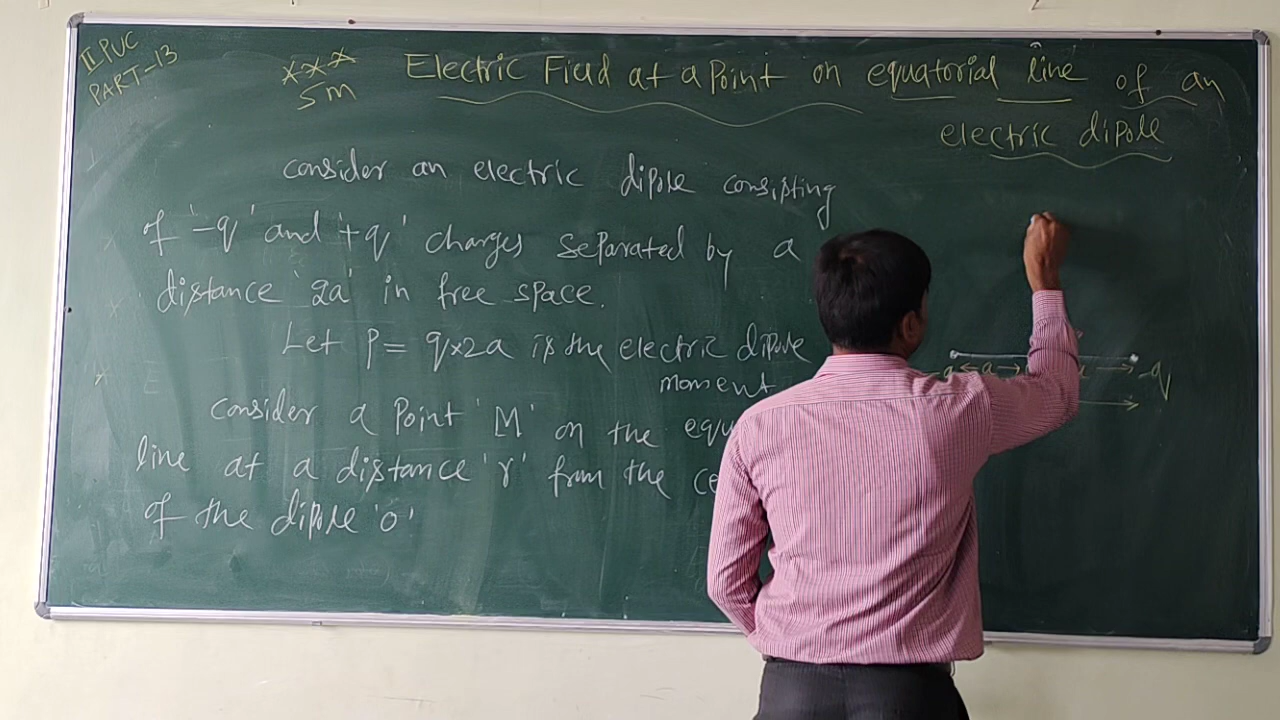 II PUC
PART-13
***
5m
Electric Field at a Point on equatorial line of an
electric dipole
consider an electric dipole consisting
of '-q' and '+q' charges separated by a
distance '2a' in free space.
Let P = q×2a is the electric dipole
moment
consider a Point 'M' on the equ
line at a distance 'r' from the ce
of the dipole 'o'
a
-q